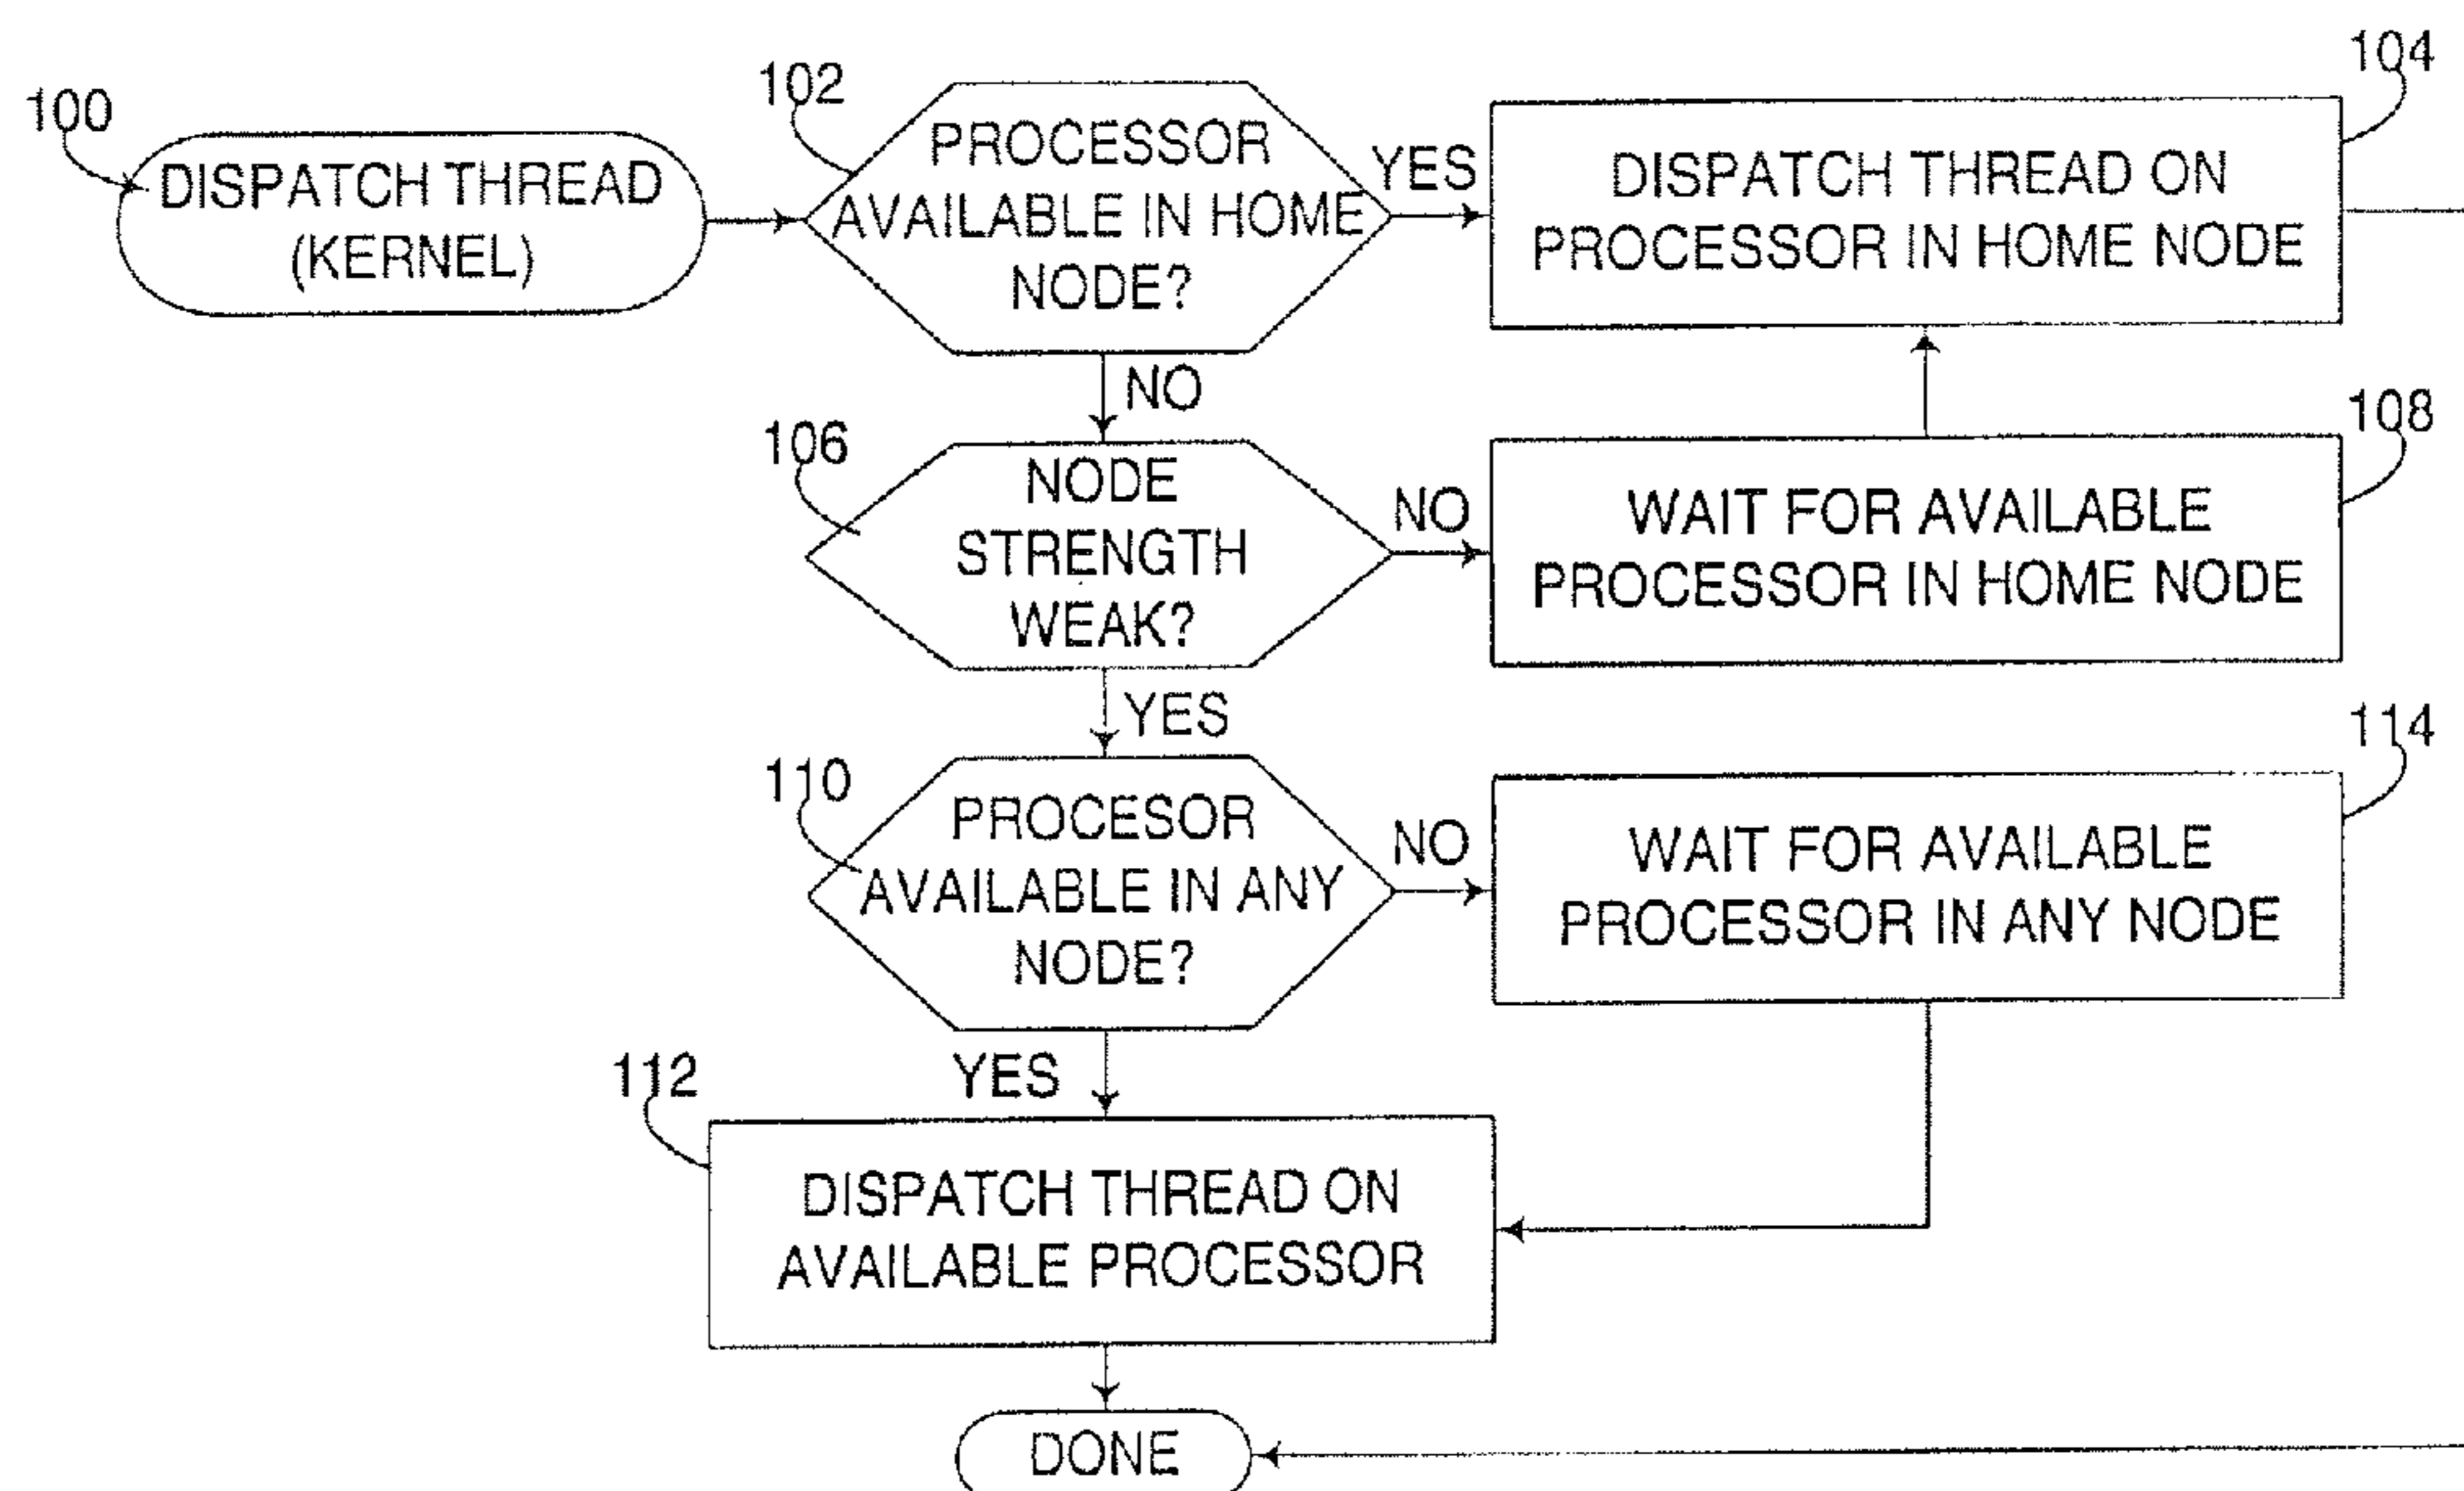 100
DISPATCH THREAD
(KERNEL)
102
PROCESSOR
AVAILABLE IN HOME
NODE?
YES
104
DISPATCH THREAD ON
PROCESSOR IN HOME NODE
NO
106
NODE
STRENGTH
WEAK?
NO
108
WAIT FOR AVAILABLE
PROCESSOR IN HOME NODE
YES
110
PROCESOR
AVAILABLE IN ANY
NODE?
NO
114
WAIT FOR AVAILABLE
PROCESSOR IN ANY NODE
YES
112
DISPATCH THREAD ON
AVAILABLE PROCESSOR
DONE